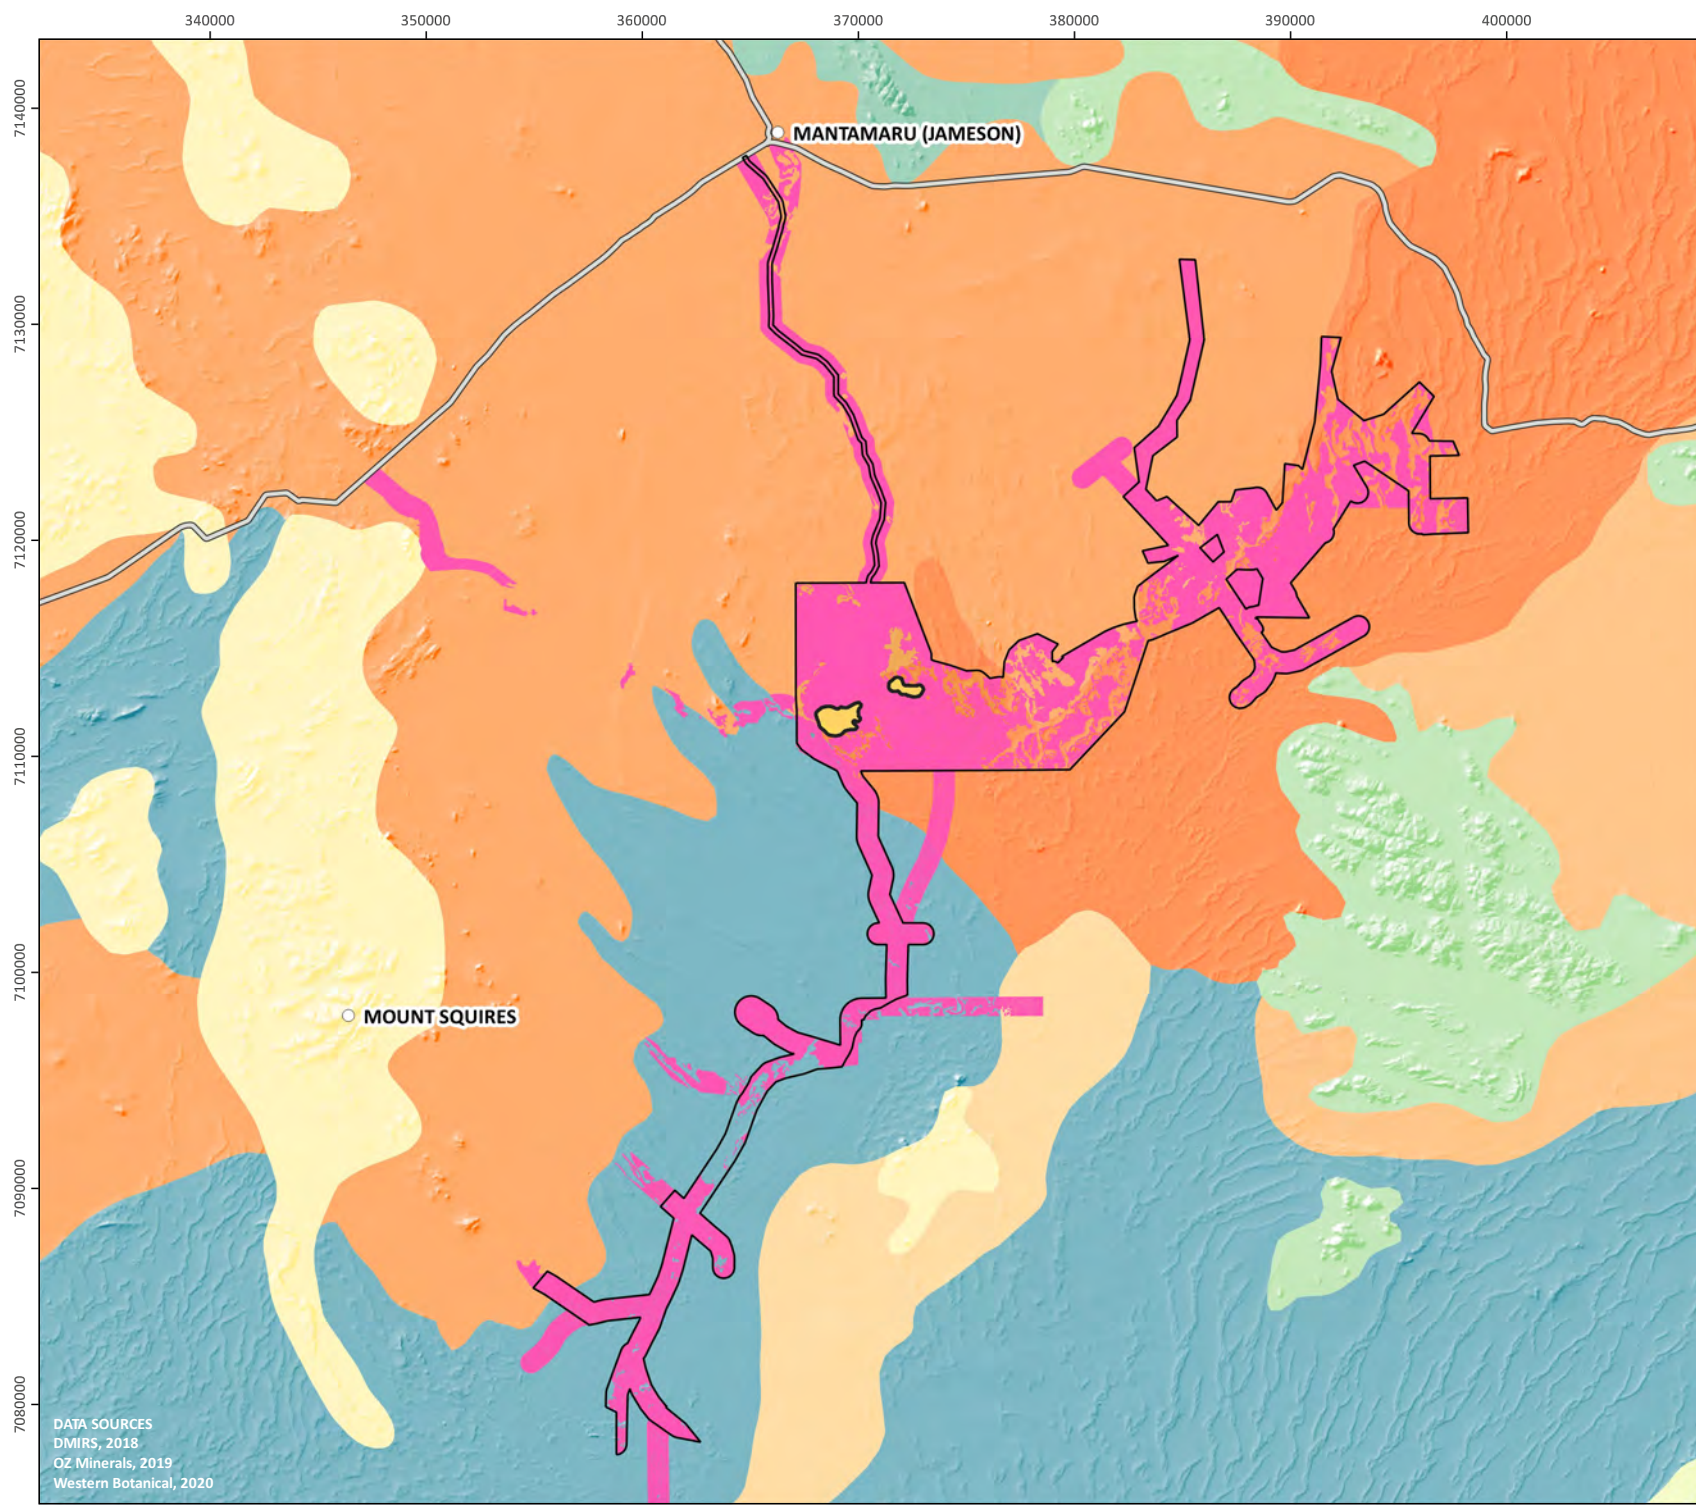 340000 350000 360000 370000 380000 390000 400000
7140000
MANTAMARU (JAMESON)
7130000
7120000
7110000
7100000
MOUNT SQUIRES
7090000
7080000
DATA SOURCES
DMIRS, 2018
OZ Minerals, 2019
Western Botanical, 2020